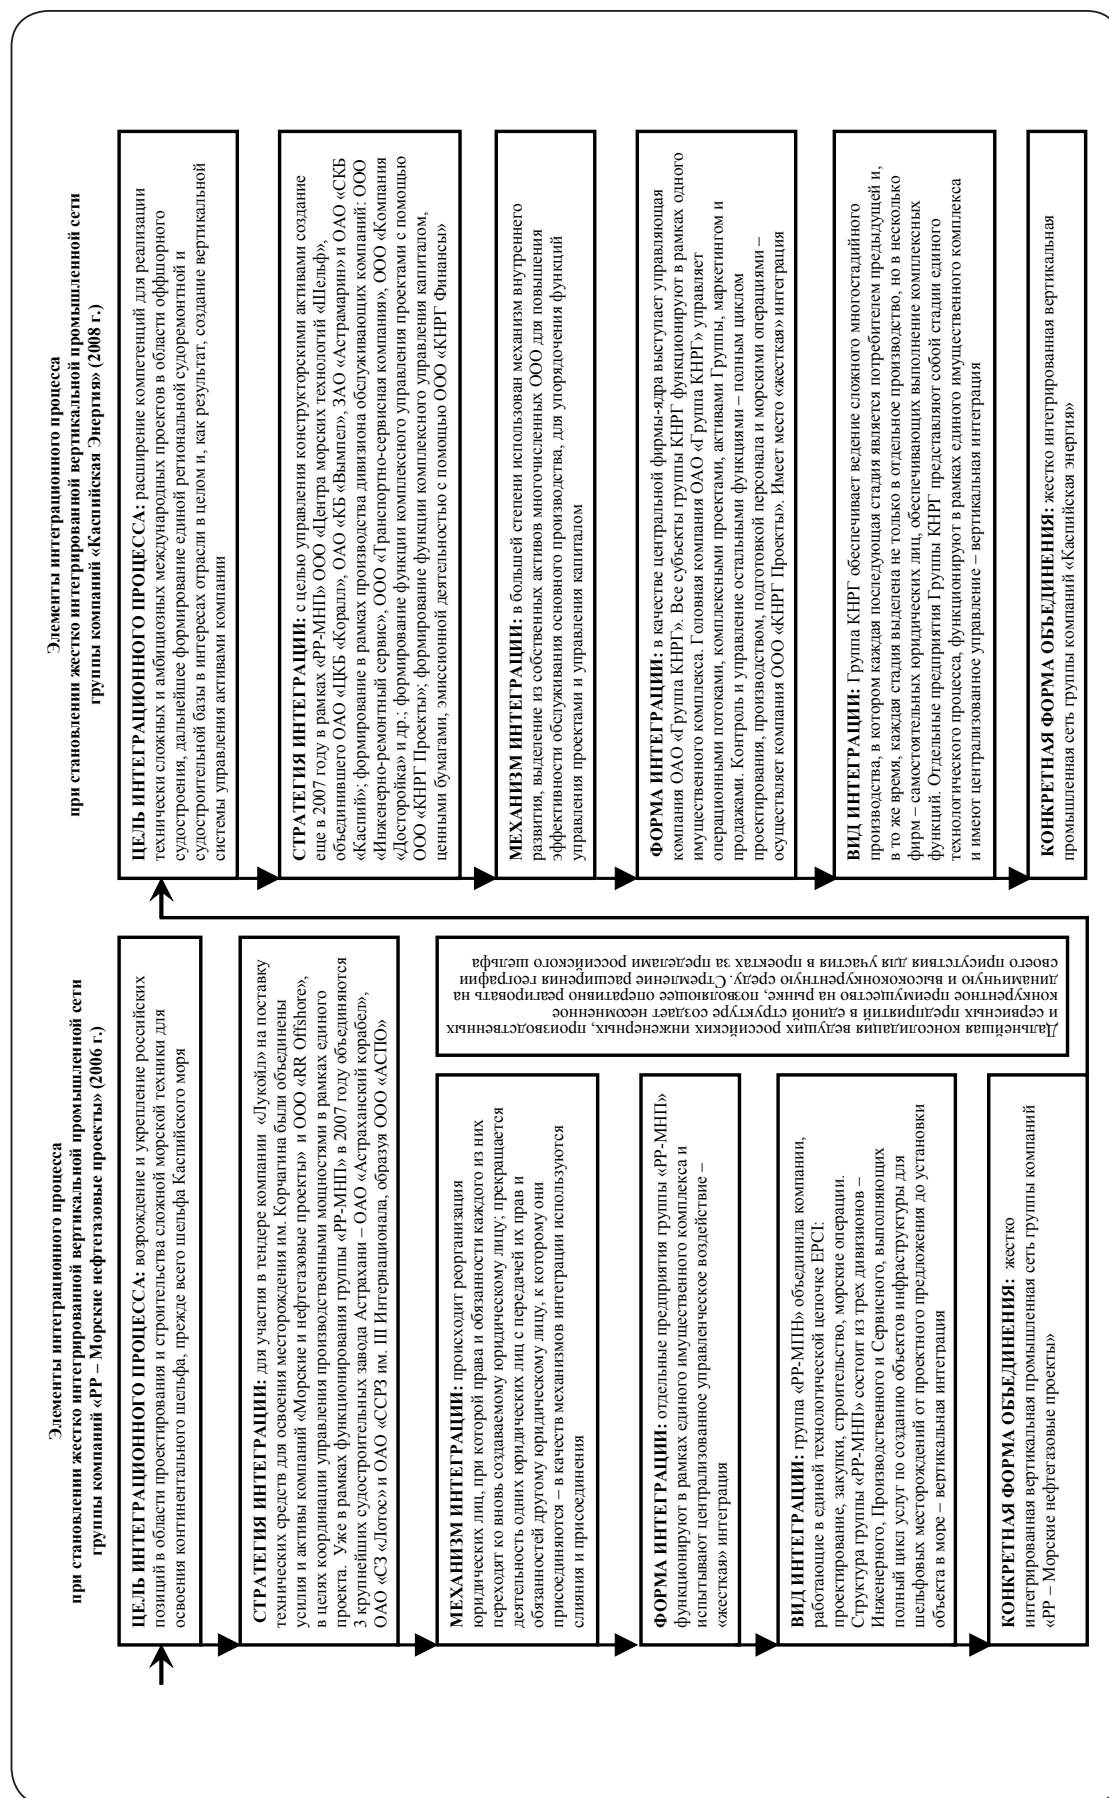 Элементы интеграционного процесса
при становлении жестко интегрированной вертикальной промышленной сети
группы компаний «РР – Морские нефтегазовые проекты» (2006 г.)
ЦЕЛЬ ИНТЕГРАЦИОННОГО ПРОЦЕССА: возрождение и укрепление российских
позиций в области проектирования и строительства сложной морской техники для
освоения континентального шельфа, прежде всего шельфа Каспийского моря
СТРАТЕГИЯ ИНТЕГРАЦИИ: для участия в тендере компании «Лукойл» на поставку
технических средств для освоения месторождения им. Корчагина были объединены
усилия и активы компаний «Морские и нефтегазовые проекты» и ООО «RR Offshore»,
в целях координации управления производственными мощностями в рамках единого
проекта. Уже в рамках функционирования группы «РР-МНП» в 2007 году объединяются
3 крупнейших судостроительных завода Астрахани – ОАО «Астраханский корабел»,
ОАО «СЗ «Лотос» и ОАО «ССРЗ им. III Интернационала, образуя ООО «АСПО»
МЕХАНИЗМ ИНТЕГРАЦИИ: происходит реорганизация
юридических лиц, при которой права и обязанности каждого из них
переходят ко вновь создаваемому юридическому лицу; прекращается
деятельность одних юридических лиц с передачей их прав и
обязанностей другому юридическому лицу, к которому они
присоединяются – в качеств механизмов интеграции используются
слияния и присоединения
ФОРМА ИНТЕГРАЦИИ: отдельные предприятия группы «РР-МНП»
функционируют в рамках единого имущественного комплекса и
испытывают централизованное управленческое воздействие –
«жесткая» интеграция
ВИД ИНТЕГРАЦИИ: группа «РР-МПН» объединила компании,
работающие в единой технологической цепочке EPCI:
проектирование, закупки, строительство, морские операции.
Структура группы «РР-МНП» состоит из трех дивизионов –
Инженерного, Производственного и Сервисного, выполняющих
полный цикл услуг по созданию объектов инфраструктуры для
шельфовых месторождений от проектного предложения до установки
объекта в море – вертикальная интеграция
КОНКРЕТНАЯ ФОРМА ОБЪЕДИНЕНИЯ: жестко
интегрированная вертикальная промышленная сеть группы компаний
«РР – Морские нефтегазовые проекты»
Дальнейшая консолидация ведущих российских инженерных, производственных
и сервисных предприятий в единой структуре создает несомненное
конкурентное преимущество на рынке, позволяющее оперативно реагировать на
динамичную и высококонкурентную среду. Стремление расширения географии
своего присутствия для участия в проектах за пределами российского шельфа
Элементы интеграционного процесса
при становлении жестко интегрированной вертикальной промышленной сети
группы компаний «Каспийская Энергия» (2008 г.)
ЦЕЛЬ ИНТЕГРАЦИОННОГО ПРОЦЕССА: расширение компетенций для реализации
технически сложных и амбициозных международных проектов в области оффшорного
судостроения, дальнейшее формирование единой региональной судоремонтной и
судостроительной базы в интересах отрасли в целом и, как результат, создание вертикальной
системы управления активами компании
СТРАТЕГИЯ ИНТЕГРАЦИИ: с целью управления конструкторскими активами создание
еще в 2007 году в рамках «РР-МНП» ООО «Центра морских технологий «Шельф»,
объединившего ОАО «ЦКБ «Коралл», ОАО «КБ «Вымпел», ЗАО «Астрамарин» и ОАО «СКБ
«Каспий»; формирование в рамках производства дивизиона обслуживающих компаний: ООО
«Инженерно-ремонтный сервис», ООО «Транспортно-сервисная компания», ООО «Компания
«Досторойка» и др.; формирование функции комплексного управления проектами с помощью
ООО «КНРГ Проекты»; формирование функции комплексного управления капиталом,
ценными бумагами, эмиссионной деятельностью с помощью ООО «КНРГ Финансы»
МЕХАНИЗМ ИНТЕГРАЦИИ: в большей степени использован механизм внутреннего
развития, выделение из собственных активов многочисленных ООО для повышения
эффективности обслуживания основного производства, для упорядочения функций
управления проектами и управления капиталом
ФОРМА ИНТЕГРАЦИИ: в качестве центральной фирмы-ядра выступает управляющая
компания ОАО «Группа КНРГ». Все субъекты группы КНРГ функционируют в рамках одного
имущественного комплекса. Головная компания ОАО «Группа КНРГ» управляет
операционными потоками, комплексными проектами, активами Группы, маркетингом и
продажами. Контроль и управление остальными функциями – полным циклом
проектирования, производством, подготовкой персонала и морскими операциями –
осуществляет компания ООО «КНРГ Проекты». Имеет место «жесткая» интеграция
ВИД ИНТЕГРАЦИИ: Группа КНРГ обеспечивает ведение сложного многостадийного
производства, в котором каждая последующая стадия является потребителем предыдущей и,
в то же время, каждая стадия выделена не только в отдельное производство, но в несколько
фирм – самостоятельных юридических лиц, обеспечивающих выполнение комплексных
функций. Отдельные предприятия Группы КНРГ представляют собой стадии единого
технологического процесса, функционируют в рамках единого имущественного комплекса
и имеют централизованное управление – вертикальная интеграция
КОНКРЕТНАЯ ФОРМА ОБЪЕДИНЕНИЯ: жестко интегрированная вертикальная
промышленная сеть группы компаний «Каспийская энергия»